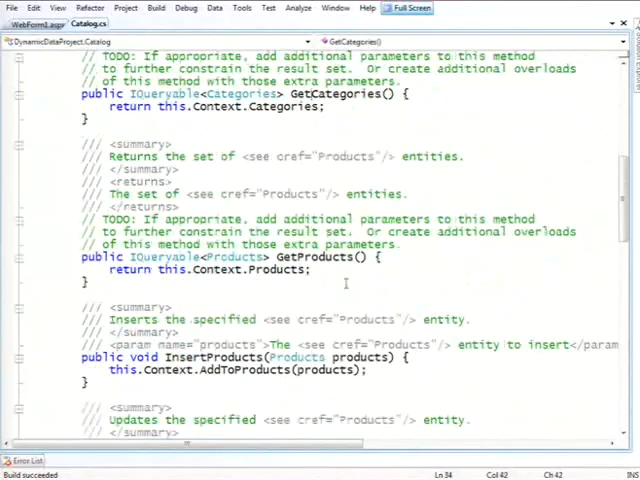 File Edit View Refactor Project Build Debug Data Tools Test Analyze Window Help Full Screen
WebForm1.aspx Catalog.cs
DynamicDataProject.Catalog GetCategories()
// TODO: If appropriate, add additional parameters to this method
// to further constrain the result set.  Or create additional overloads
// of this method with those extra parameters.
public IQueryable<Categories> GetCategories() {
return this.Context.Categories;
}
/// <summary>
/// Returns the set of <see cref="Products"/> entities.
/// </summary>
/// <returns>
/// The set of <see cref="Products"/> entities.
/// </returns>
// TODO: If appropriate, add additional parameters to this method
// to further constrain the result set.  Or create additional overloads
// of this method with those extra parameters.
public IQueryable<Products> GetProducts() {
return this.Context.Products;
}
/// <summary>
/// Inserts the specified <see cref="Products"/> entity.
/// </summary>
/// <param name="products">The <see cref="Products"/> entity to insert</param
public void InsertProducts(Products products) {
this.Context.AddToProducts(products);
}
/// <summary>
/// Updates the specified <see cref="Products"/> entity.
/// </summary>
Error List
Build succeeded Ln 34 Col 42 Ch 42 INS